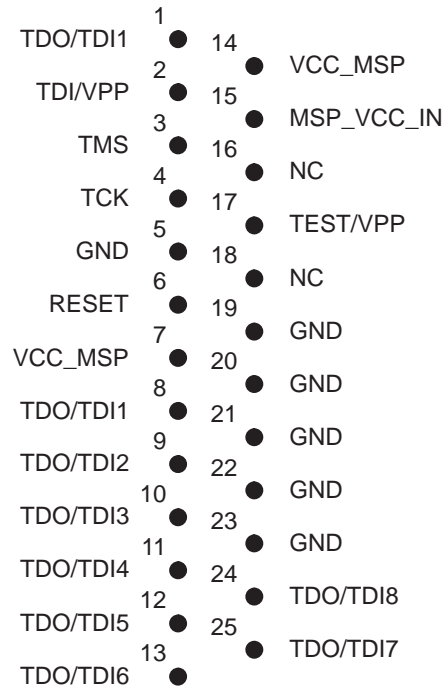 1
TDO/TDI1
14
VCC_MSP
2
TDI/VPP
15
MSP_VCC_IN
3
TMS
16
NC
4
TCK
17
TEST/VPP
5
GND
18
NC
6
RESET
19
GND
7
VCC_MSP
20
GND
8
TDO/TDI1
21
GND
9
TDO/TDI2
22
GND
10
TDO/TDI3
23
GND
11
TDO/TDI4
24
TDO/TDI8
12
TDO/TDI5
25
TDO/TDI7
13
TDO/TDI6